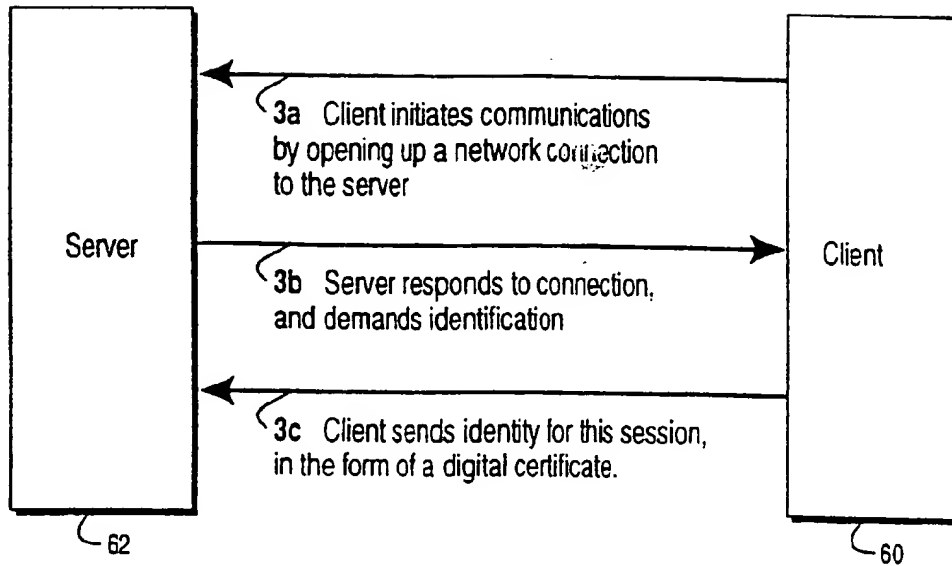 3a Client initiates communications
by opening up a network connection
to the server
Server
Client
3b Server responds to connection,
and demands identification
3c Client sends identity for this session,
in the form of a digital certificate.
62
60